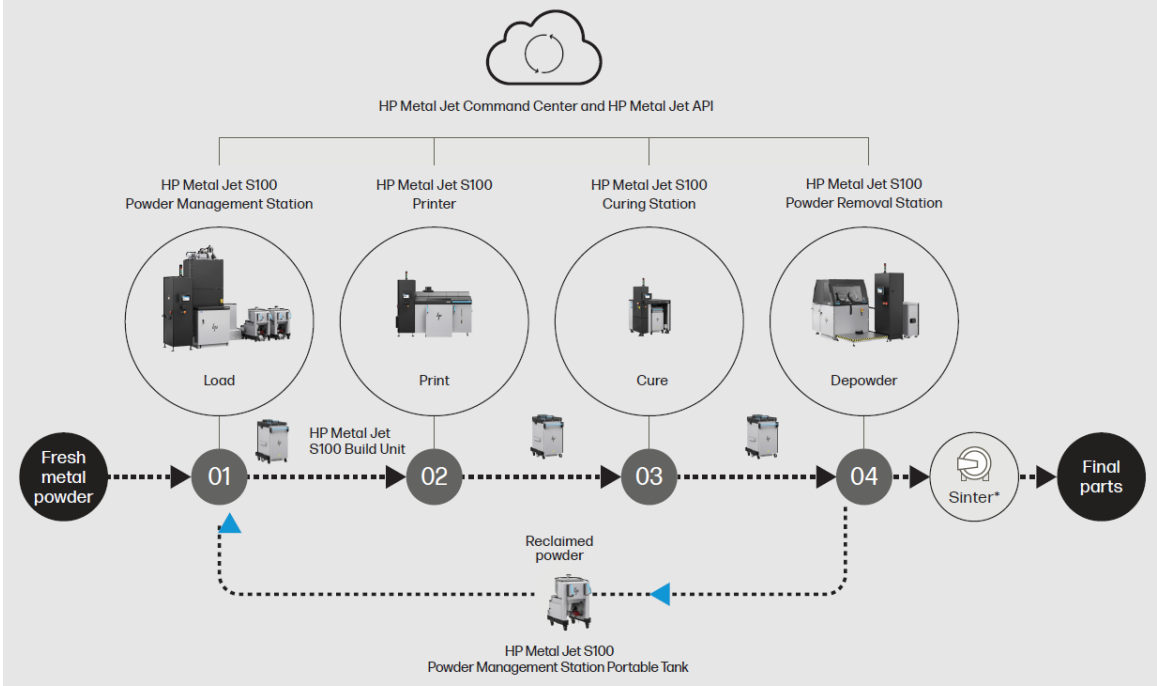 HP Metal Jet Command Center and HP Metal Jet API
HP Metal Jet S100
Powder Management Station
HP Metal Jet S100
Printer
HP Metal Jet S100
Curing Station
HP Metal Jet S100
Powder Removal Station
Load
Print
Cure
Depowder
HP Metal Jet
S100 Build Unit
Fresh
metal
powder
01
02
03
04
Sinter*
Final
parts
Reclaimed
powder
HP Metal Jet S100
Powder Management Station Portable Tank